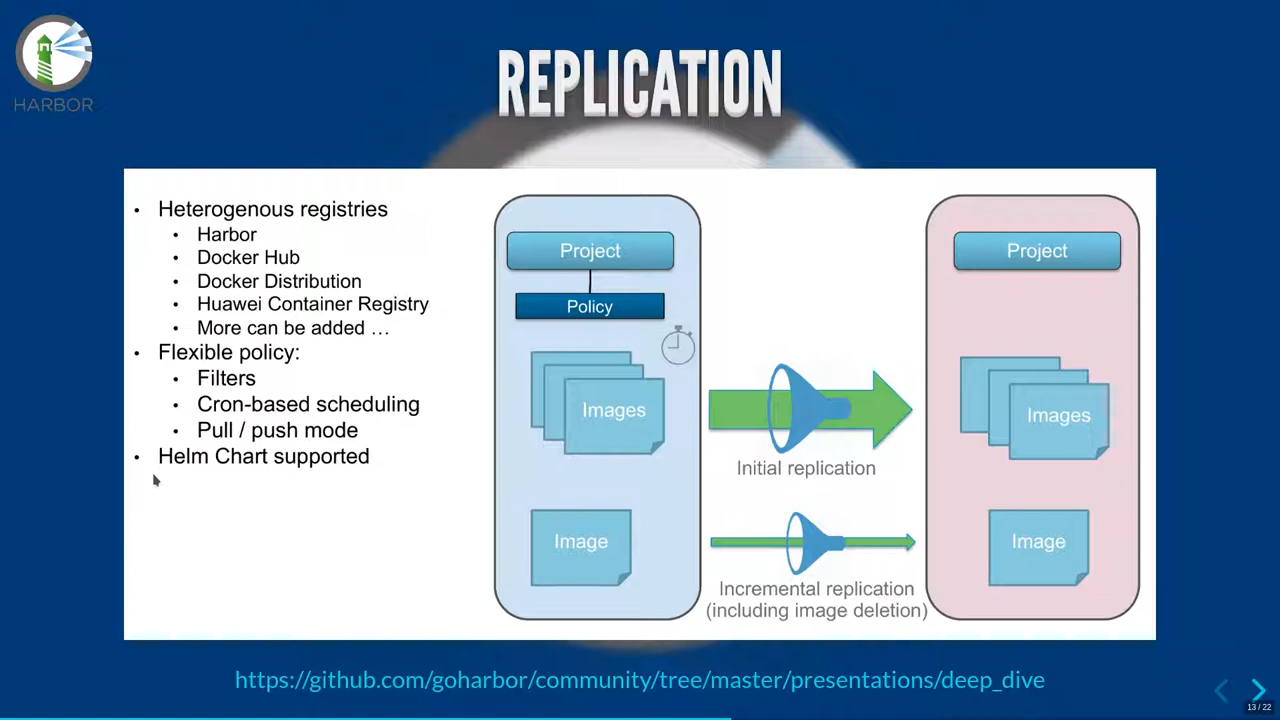 HARBOR
REPLICATION
• Heterogenous registries
• Harbor
• Docker Hub
• Docker Distribution
• Huawei Container Registry
• More can be added …
• Flexible policy:
• Filters
• Cron-based scheduling
• Pull / push mode
• Helm Chart supported
Project
Policy
Images
Image
Initial replication
Incremental replication
(including image deletion)
Project
Images
Image
https://github.com/goharbor/community/tree/master/presentations/deep_dive
13 / 22